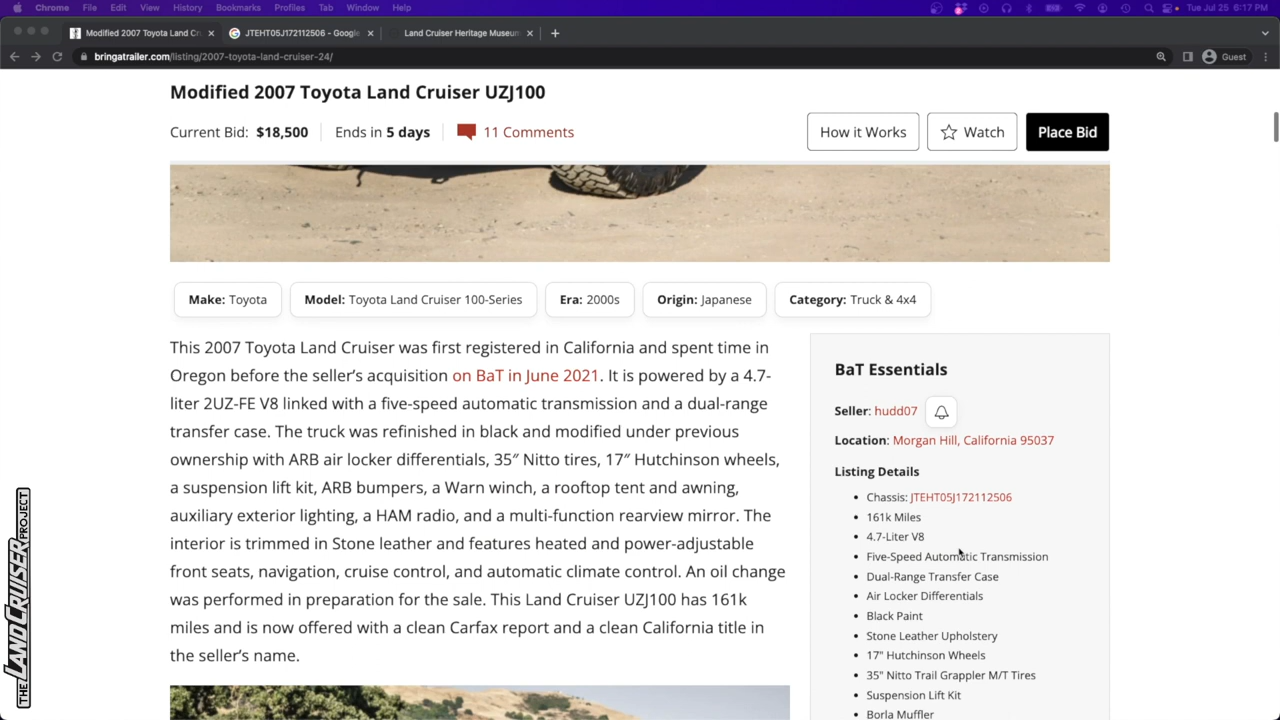 Chrome File Edit View History Bookmarks Profiles Tab Window Help Tue Jul 25 6:17 PM
Modified 2007 Toyota Land Cr × JTEHT05J172112506 - Google × Land Cruiser Heritage Museum × +
bringatrailer.com/listing/2007-toyota-land-cruiser-24/ Guest
Modified 2007 Toyota Land Cruiser UZJ100
Current Bid: $18,500 Ends in 5 days 11 Comments
How it Works Watch Place Bid
Make: Toyota Model: Toyota Land Cruiser 100-Series Era: 2000s Origin: Japanese Category: Truck & 4x4
This 2007 Toyota Land Cruiser was first registered in California and spent time in
Oregon before the seller's acquisition on BaT in June 2021. It is powered by a 4.7-
liter 2UZ-FE V8 linked with a five-speed automatic transmission and a dual-range
transfer case. The truck was refinished in black and modified under previous
ownership with ARB air locker differentials, 35″ Nitto tires, 17″ Hutchinson wheels,
a suspension lift kit, ARB bumpers, a Warn winch, a rooftop tent and awning,
auxiliary exterior lighting, a HAM radio, and a multi-function rearview mirror. The
interior is trimmed in Stone leather and features heated and power-adjustable
front seats, navigation, cruise control, and automatic climate control. An oil change
was performed in preparation for the sale. This Land Cruiser UZJ100 has 161k
miles and is now offered with a clean Carfax report and a clean California title in
the seller's name.
BaT Essentials
Seller: hudd07
Location: Morgan Hill, California 95037
Listing Details
• Chassis: JTEHT05J172112506
• 161k Miles
• 4.7-Liter V8
• Five-Speed Automatic Transmission
• Dual-Range Transfer Case
• Air Locker Differentials
• Black Paint
• Stone Leather Upholstery
• 17" Hutchinson Wheels
• 35" Nitto Trail Grappler M/T Tires
• Suspension Lift Kit
• Borla Muffler
THE LAND CRUISER PROJECT